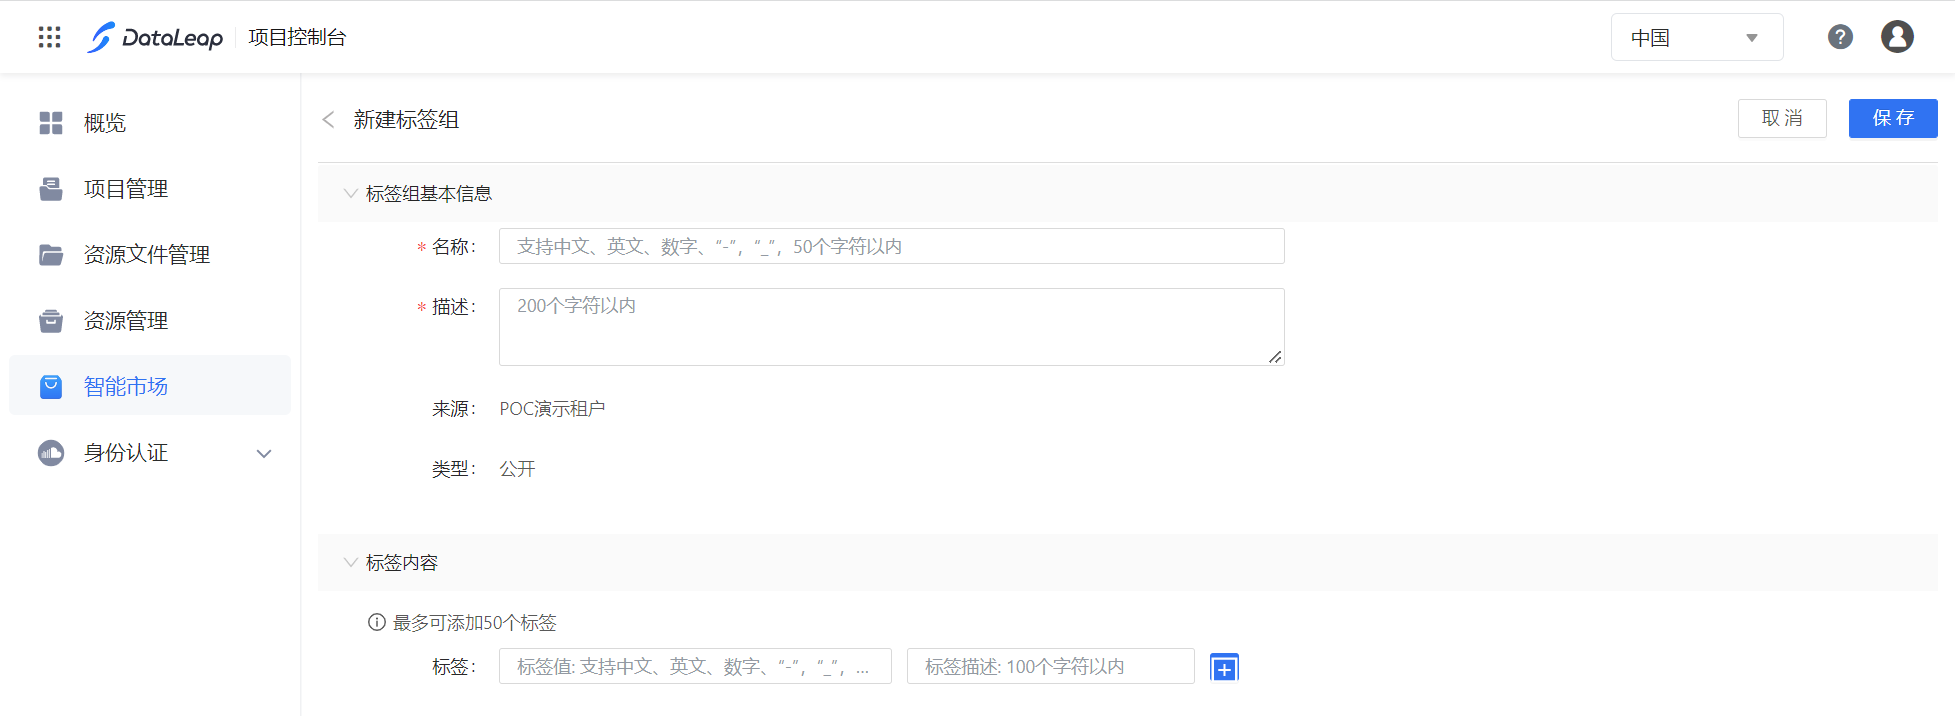 DataLeap 项目控制台 中国
概览
项目管理
资源文件管理
资源管理
智能市场
身份认证
新建标签组 取消 保存
标签组基本信息
* 名称： 支持中文、英文、数字、“-”，“_”，50个字符以内
* 描述： 200个字符以内
来源： POC演示租户
类型： 公开
标签内容
最多可添加50个标签
标签： 标签值: 支持中文、英文、数字、“-”，“_”，... 标签描述: 100个字符以内